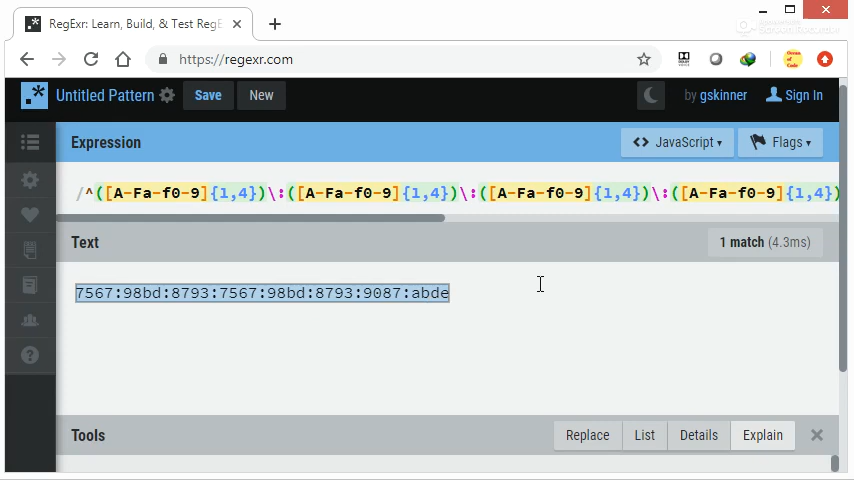 RegExr: Learn, Build, & Test RegE
https://regexr.com
Untitled Pattern
Save
New
by gskinner
Sign In
Expression
JavaScript
Flags
/^([A-Fa-f0-9]{1,4})\:([A-Fa-f0-9]{1,4})\:([A-Fa-f0-9]{1,4})\:([A-Fa-f0-9]{1,4})
Text
1 match (4.3ms)
7567:98bd:8793:7567:98bd:8793:9087:abde
Tools
Replace
List
Details
Explain